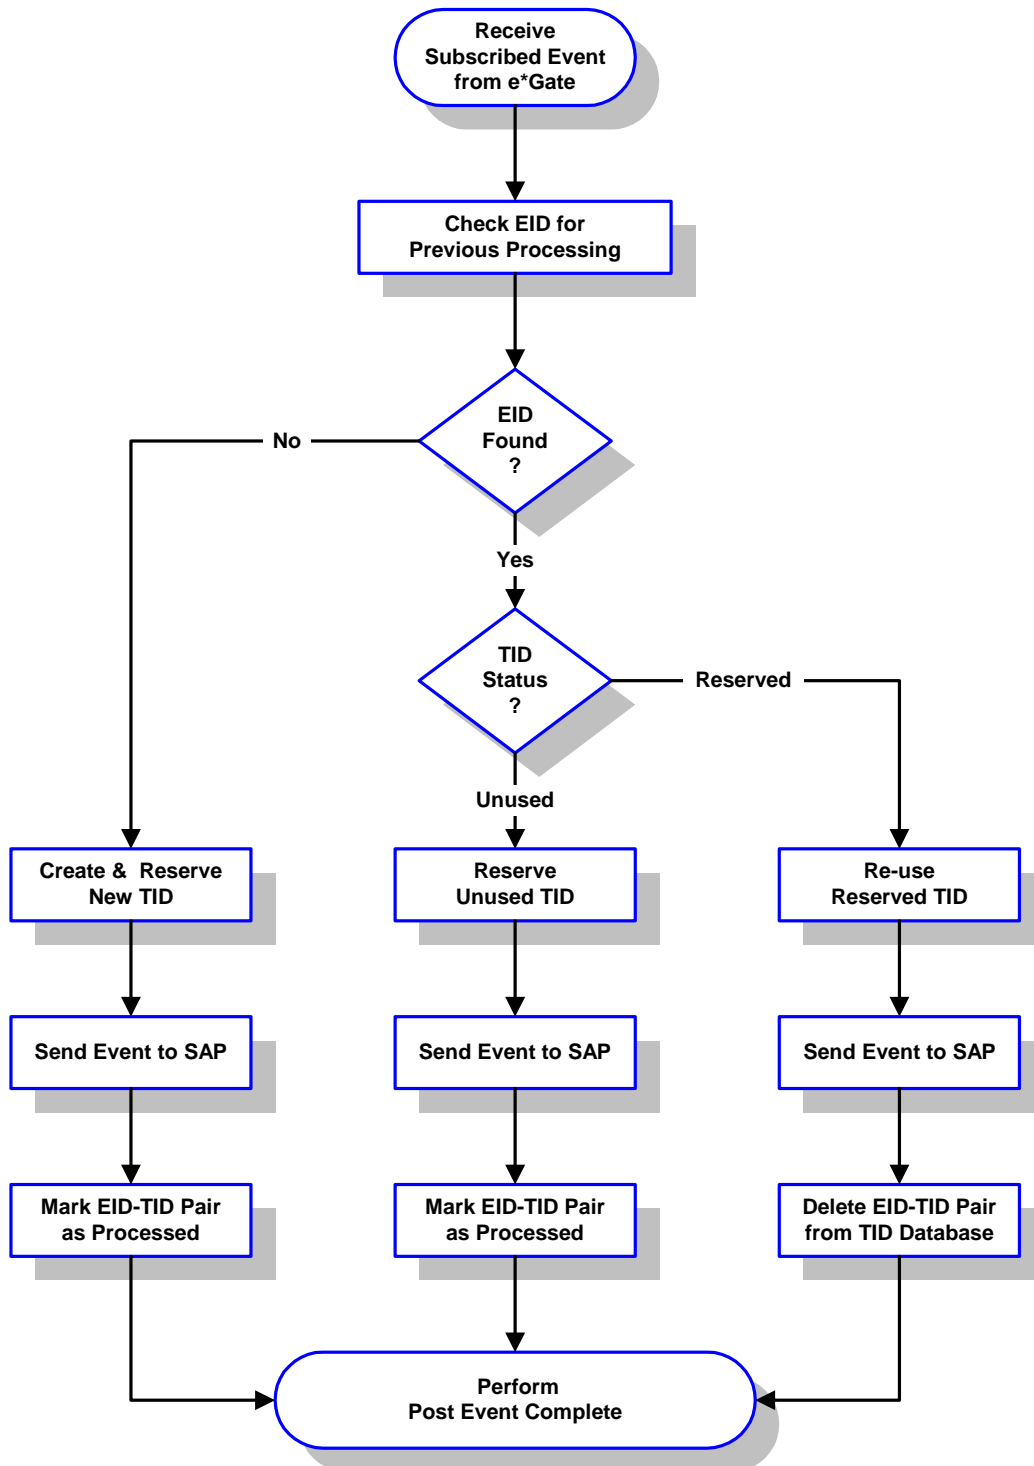 Receive
Subscribed Event
from e*Gate
Check EID for
Previous Processing
EID
Found
?
No
Yes
TID
Status
?
Reserved
Unused
Create & Reserve
New TID
Reserve
Unused TID
Re-use
Reserved TID
Send Event to SAP
Send Event to SAP
Send Event to SAP
Mark EID-TID Pair
as Processed
Mark EID-TID Pair
as Processed
Delete EID-TID Pair
from TID Database
Perform
Post Event Complete